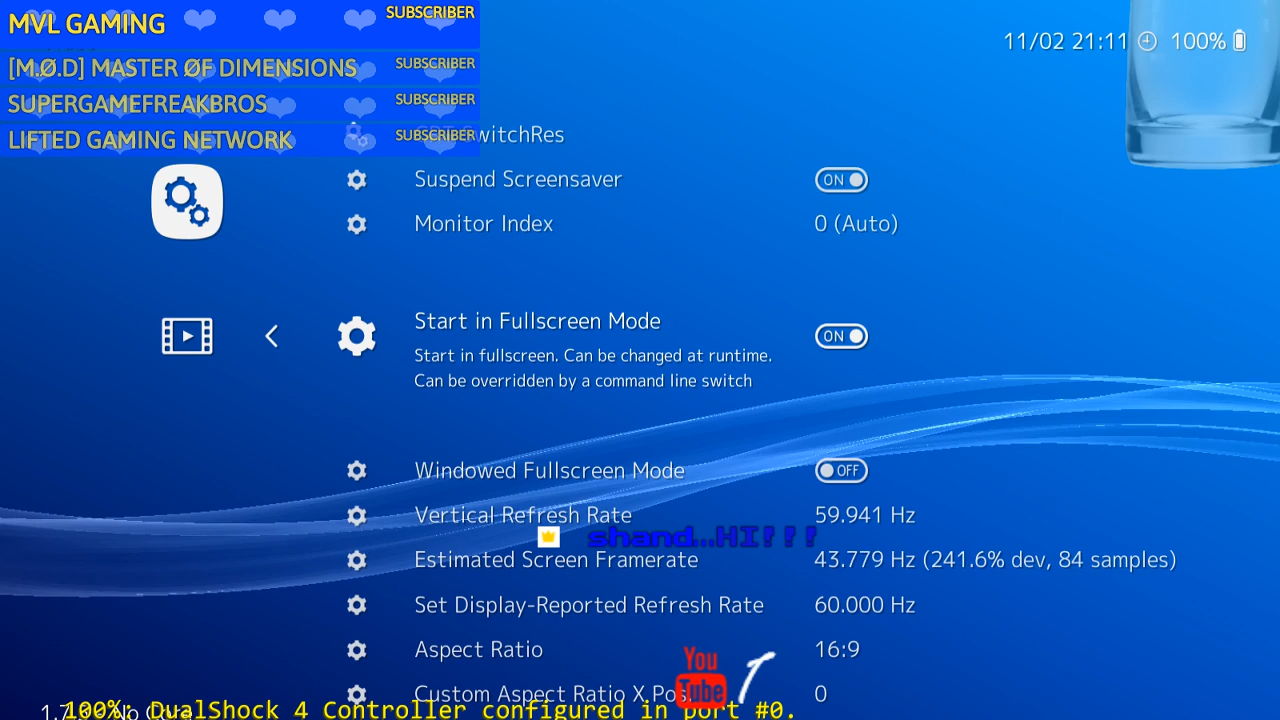 MVL GAMING SUBSCRIBER
[M.Ø.D] MASTER ØF DIMENSIONS SUBSCRIBER
SUPERGAMEFREAKBROS SUBSCRIBER
LIFTED GAMING NETWORK SUBSCRIBER
11/02 21:11 100%
SwitchRes
Suspend Screensaver ON
Monitor Index 0 (Auto)
Start in Fullscreen Mode ON
Start in fullscreen. Can be changed at runtime.
Can be overridden by a command line switch
Windowed Fullscreen Mode OFF
Vertical Refresh Rate 59.941 Hz
shand...HI???
Estimated Screen Framerate 43.779 Hz (241.6% dev, 84 samples)
Set Display-Reported Refresh Rate 60.000 Hz
Aspect Ratio 16:9
You
Tube 1
Custom Aspect Ratio X Pos. 0
100%: DualShock 4 Controller configured in port #0.